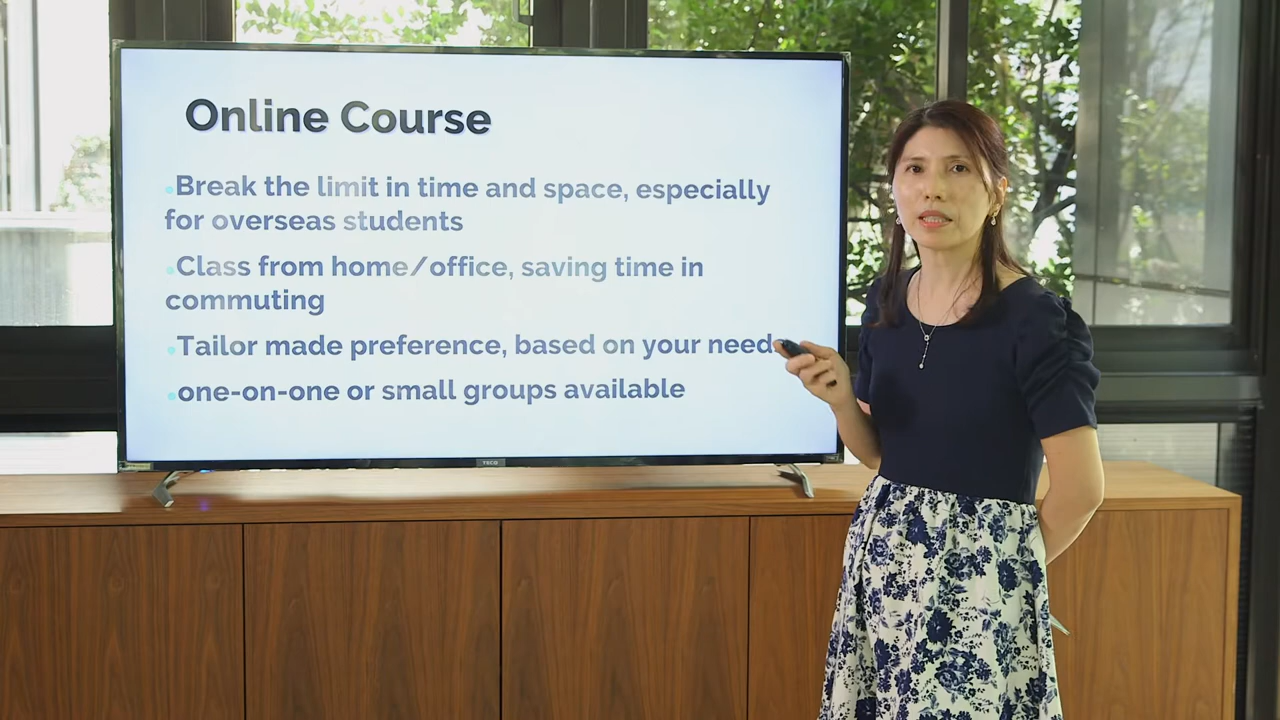 Online Course
•Break the limit in time and space, especially
for overseas students
•Class from home/office, saving time in
commuting
•Tailor made preference, based on your need
•one-on-one or small groups available
TECO